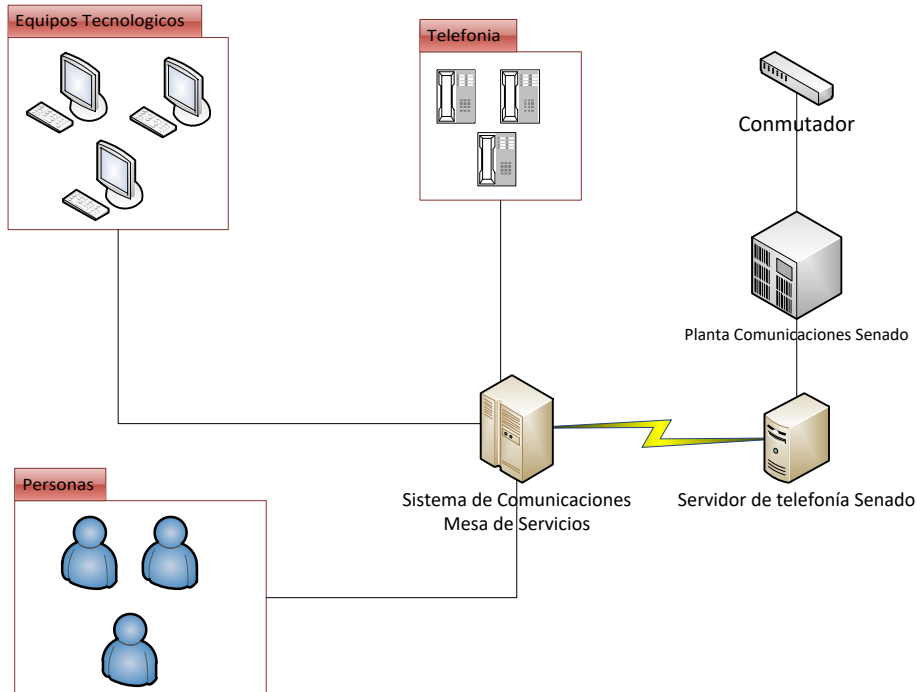 Equipos Tecnologicos
Telefonia
Conmutador
Planta Comunicaciones Senado
Sistema de Comunicaciones
Mesa de Servicios
Servidor de telefonía Senado
Personas